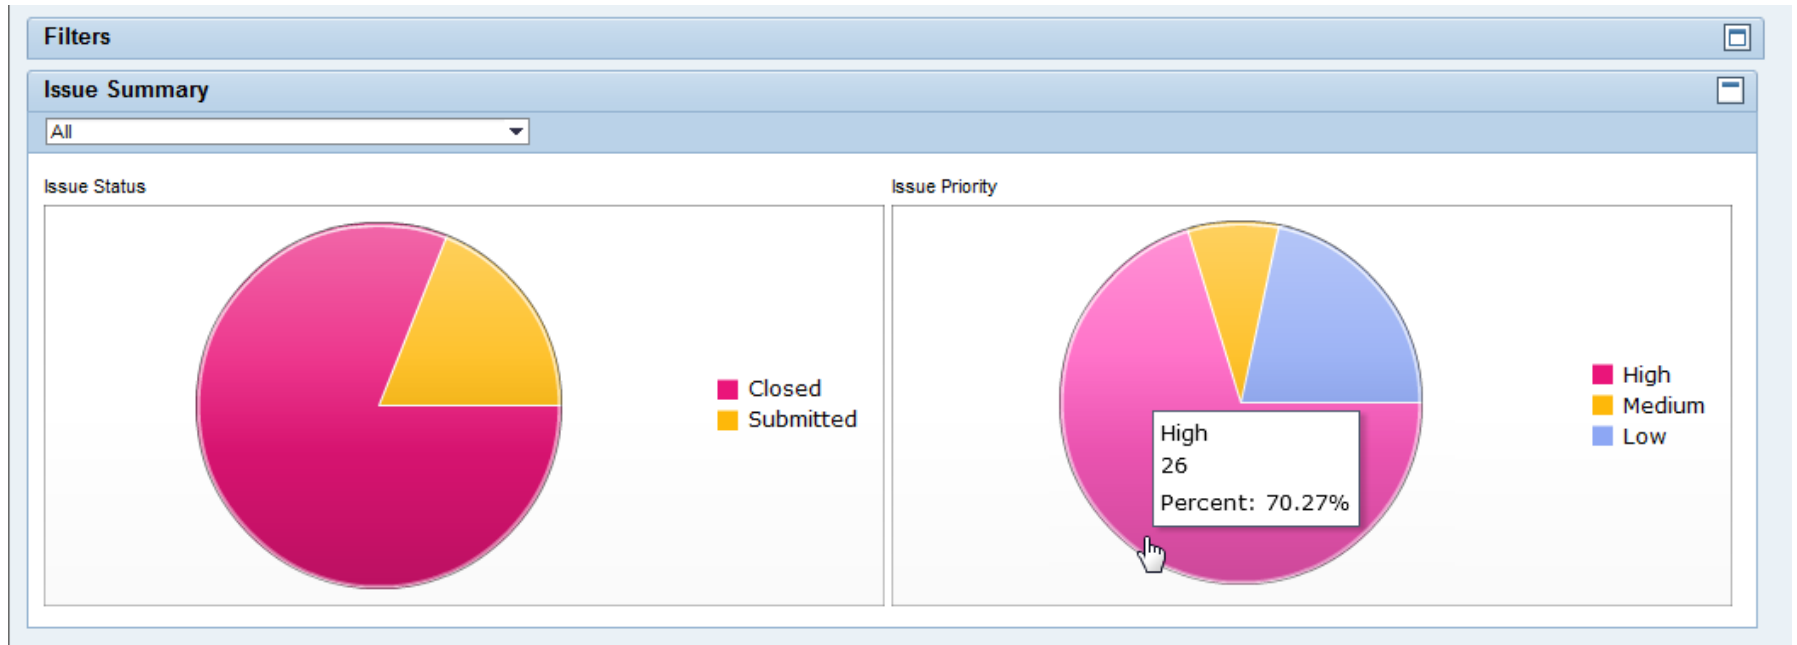 Filters
Issue Summary
All
Issue Status
Issue Priority
Closed
Submitted
High
Medium
Low
High
26
Percent: 70.27%